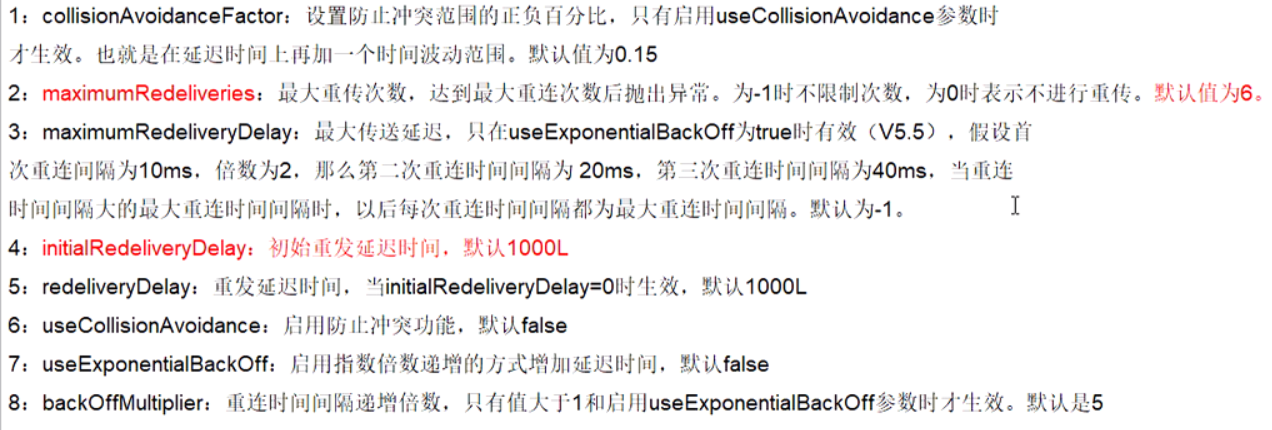 1：collisionAvoidanceFactor：设置防止冲突范围的正负百分比，只有启用useCollisionAvoidance参数时
才生效。也就是在延迟时间上再加一个时间波动范围。默认值为0.15
2：maximumRedeliveries：最大重传次数，达到最大重连次数后抛出异常。为-1时不限制次数，为0时表示不进行重传。默认值为6。
3：maximumRedeliveryDelay：最大传送延迟，只在useExponentialBackOff为true时有效（V5.5），假设首
次重连间隔为10ms，倍数为2，那么第二次重连时间间隔为 20ms，第三次重连时间间隔为40ms，当重连
时间间隔大的最大重连时间间隔时，以后每次重连时间间隔都为最大重连时间间隔。默认为-1。
4：initialRedeliveryDelay：初始重发延迟时间，默认1000L
5：redeliveryDelay：重发延迟时间，当initialRedeliveryDelay=0时生效，默认1000L
6：useCollisionAvoidance：启用防止冲突功能，默认false
7：useExponentialBackOff：启用指数倍数递增的方式增加延迟时间，默认false
8：backOffMultiplier：重连时间间隔递增倍数，只有值大于1和启用useExponentialBackOff参数时才生效。默认是5